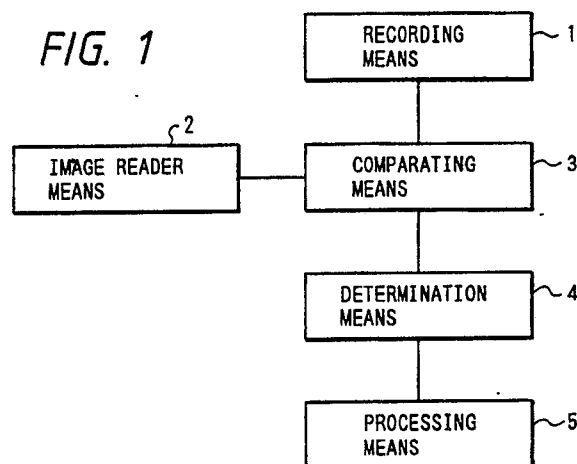 FIG. 1
RECORDING
MEANS
1
2
IMAGE READER
MEANS
COMPARATING
MEANS
3
DETERMINATION
MEANS
4
PROCESSING
MEANS
5